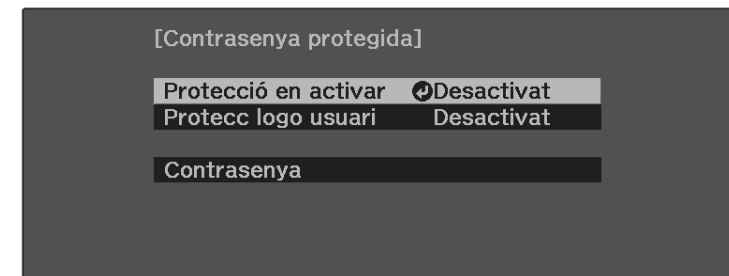 [Contrasenya protegida]
Protecció en activar Desactivat
Protecc logo usuari Desactivat
Contrasenya